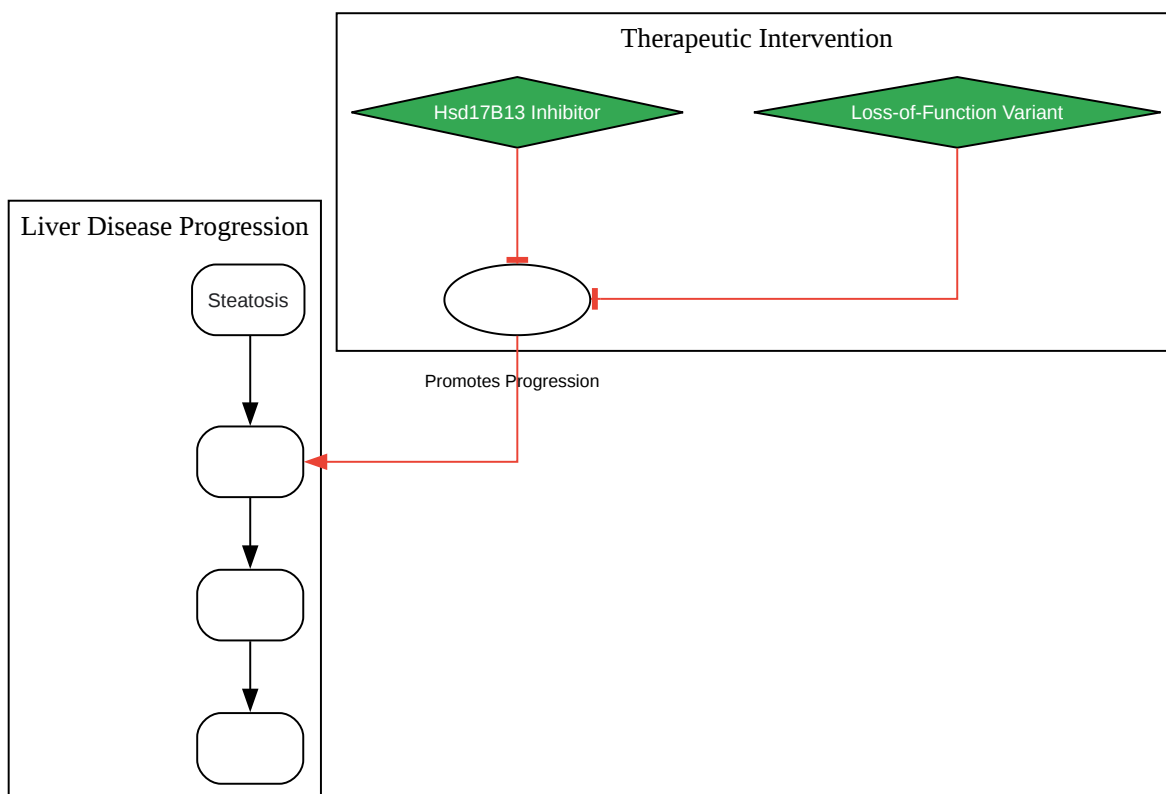 Therapeutic Intervention
Hsd17B13 Inhibitor
Loss-of-Function Variant
Liver Disease Progression
Steatosis
Promotes Progression